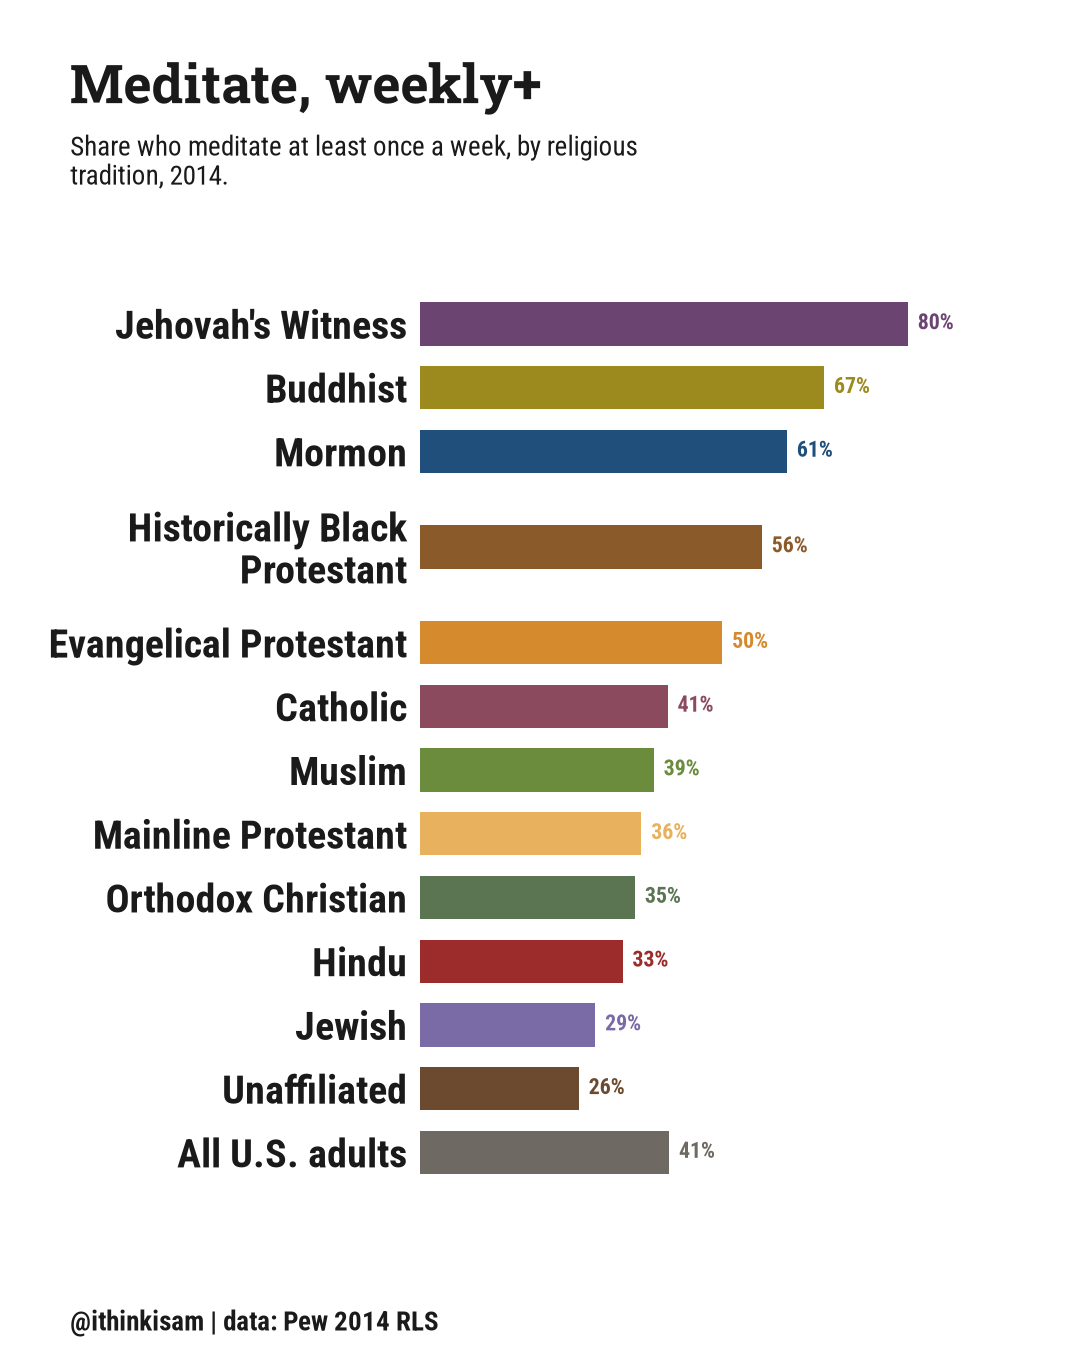 Meditate, weekly+
Share who meditate at least once a week, by religious
tradition, 2014.
Jehovah's Witness 80%
Buddhist 67%
Mormon 61%
Historically Black
Protestant 56%
Evangelical Protestant 50%
Catholic 41%
Muslim 39%
Mainline Protestant 36%
Orthodox Christian 35%
Hindu 33%
Jewish 29%
Unaffiliated 26%
All U.S. adults 41%
@ithinkisam | data: Pew 2014 RLS